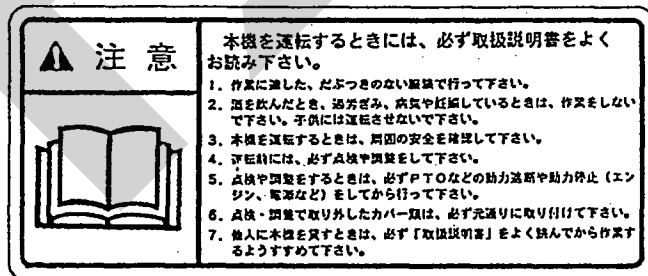 注意
本機を運転するときには、必ず取扱説明書をよく
お読み下さい。
1. 作業に適した、だぶつきのない服装で行って下さい。
2. 酒を飲んだとき、過労ぎみ、病気や妊娠しているときは、作業をしない
で下さい。子供には運転させないで下さい。
3. 本機を運転するときは、周囲の安全を確認して下さい。
4. 運転前には、必ず点検や調整をして下さい。
5. 点検や調整をするときは、必ずPTOなどの動力遮断や動力停止（エン
ジン、電源など）をしてから行って下さい。
6. 点検・調整で取り外したカバー類は、必ず元通りに取り付けて下さい。
7. 他人に本機を貸すときは、必ず「取扱説明書」をよく読んでから作業す
るようすすめて下さい。